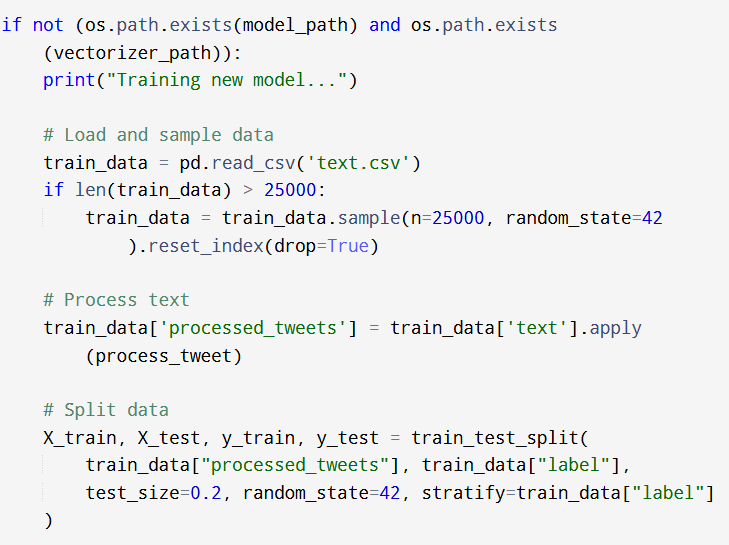 if not (os.path.exists(model_path) and os.path.exists
    (vectorizer_path)):
    print("Training new model...")

    # Load and sample data
    train_data = pd.read_csv('text.csv')
    if len(train_data) > 25000:
        train_data = train_data.sample(n=25000, random_state=42
            ).reset_index(drop=True)

    # Process text
    train_data['processed_tweets'] = train_data['text'].apply
        (process_tweet)

    # Split data
    X_train, X_test, y_train, y_test = train_test_split(
        train_data["processed_tweets"], train_data["label"],
        test_size=0.2, random_state=42, stratify=train_data["label"]
    )